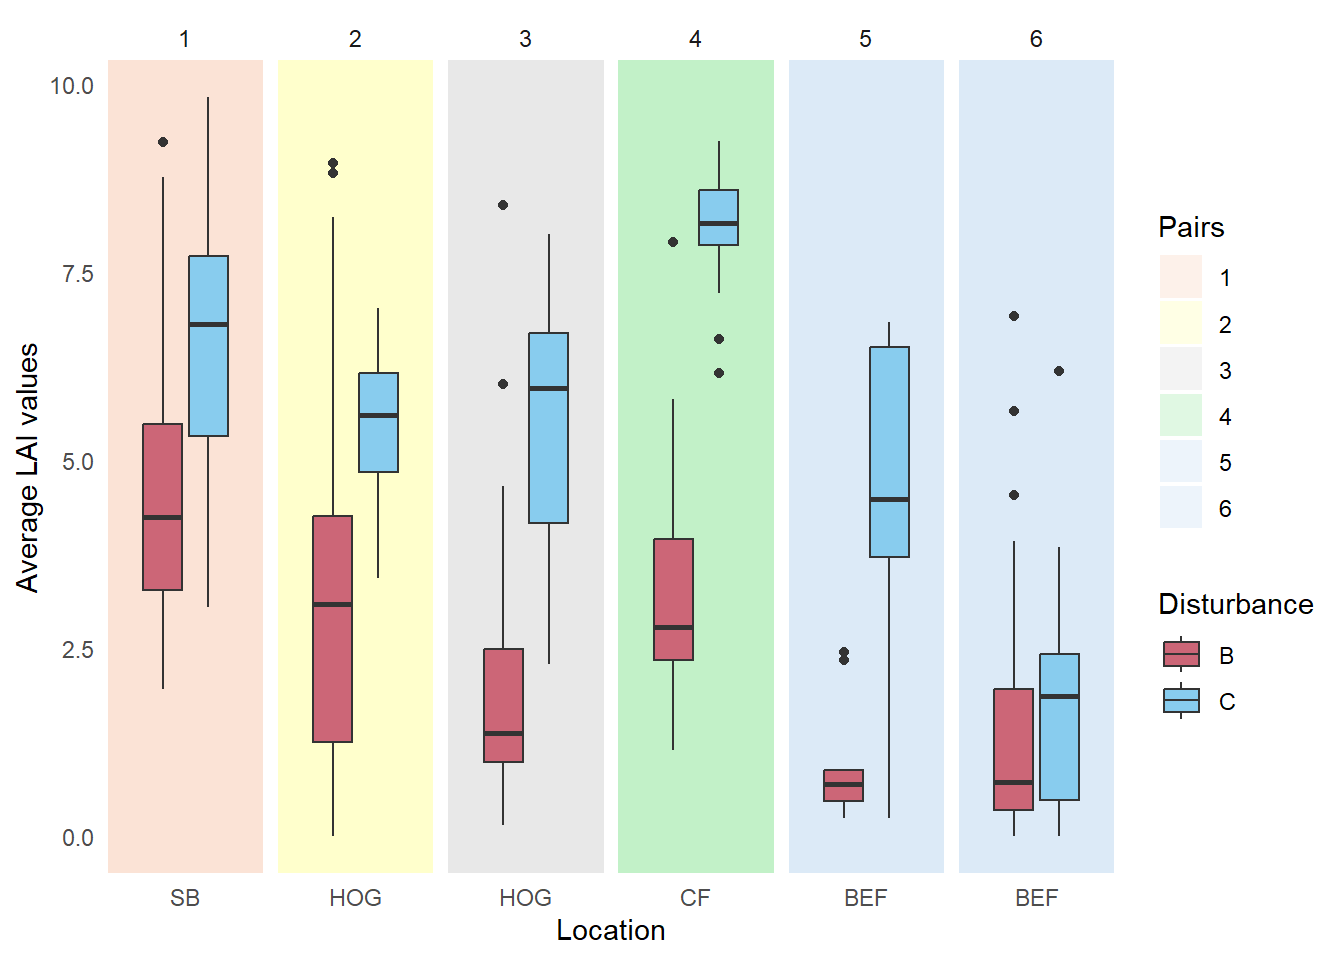 1 2 3 4 5 6
Average LAI values
10.0
7.5
5.0
2.5
0.0
SB HOG HOG CF BEF BEF
Location
Pairs
1
2
3
4
5
6
Disturbance
B
C